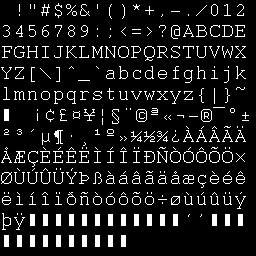 !"#$%&'()*+,-./012
3456789:;<=>?@ABCDE
FGHIJKLMNOPQRSTUVWX
YZ[\]^_`abcdefghijk
lmnopqrstuvwxyz{|}~
¡¢£¤¥¦§¨©ª«¬-®¯°±
²³´µ¶·¸¹º»¼½¾¿ÀÁÂÃÄ
ÅÆÇÈÉÊËÌÍÎÏÐÑÒÓÔÕÖ×
ØÙÚÛÜÝÞßàáâãäåæçèéê
ëìíîïðñòóôõö÷øùúûüý
þÿ